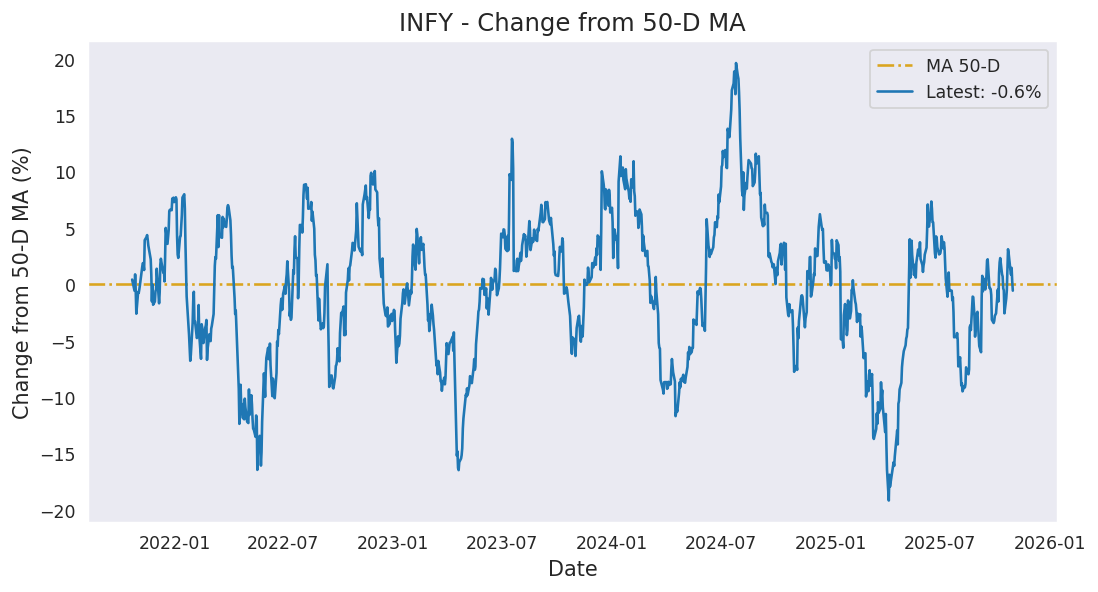 INFY - Change from 50-D MA
MA 50-D
Latest: -0.6%
Change from 50-D MA (%)
20
15
10
5
0
−5
−10
−15
−20
2022-01 2022-07 2023-01 2023-07 2024-01 2024-07 2025-01 2025-07 2026-01
Date